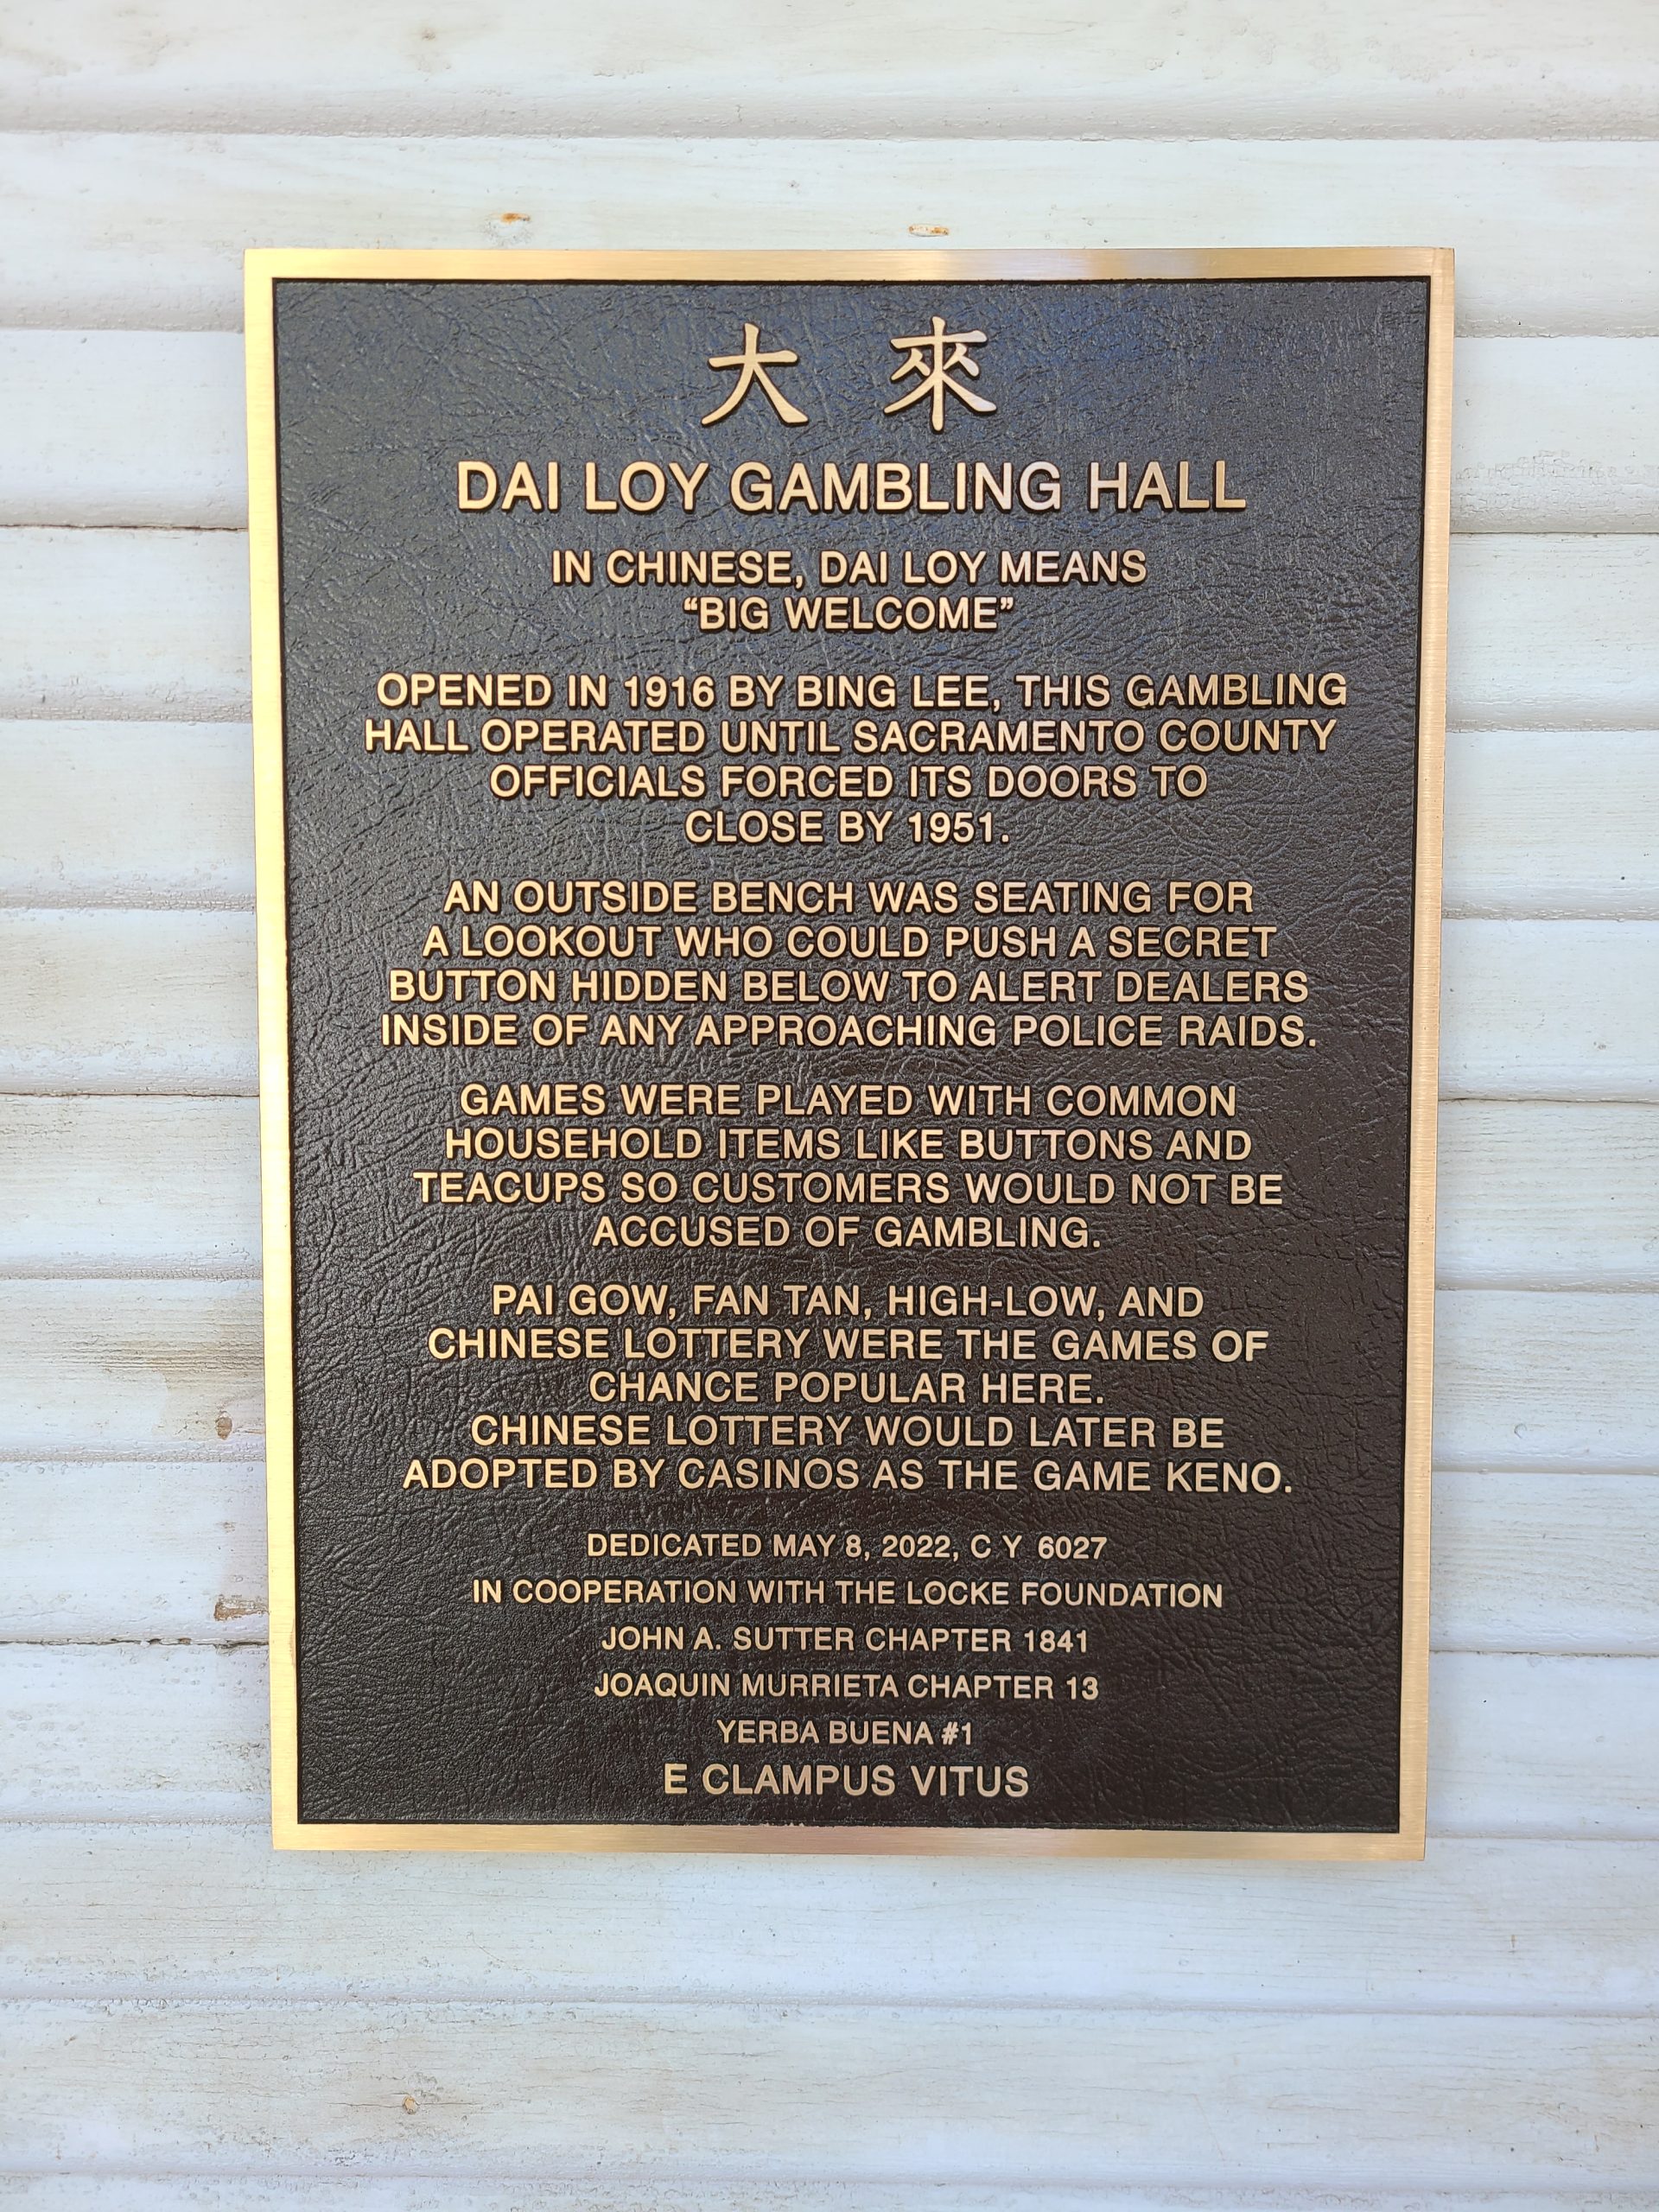 大 來
DAI LOY GAMBLING HALL
IN CHINESE, DAI LOY MEANS
“BIG WELCOME”
OPENED IN 1916 BY BING LEE, THIS GAMBLING
HALL OPERATED UNTIL SACRAMENTO COUNTY
OFFICIALS FORCED ITS DOORS TO
CLOSE BY 1951.
AN OUTSIDE BENCH WAS SEATING FOR
A LOOKOUT WHO COULD PUSH A SECRET
BUTTON HIDDEN BELOW TO ALERT DEALERS
INSIDE OF ANY APPROACHING POLICE RAIDS.
GAMES WERE PLAYED WITH COMMON
HOUSEHOLD ITEMS LIKE BUTTONS AND
TEACUPS SO CUSTOMERS WOULD NOT BE
ACCUSED OF GAMBLING.
PAI GOW, FAN TAN, HIGH-LOW, AND
CHINESE LOTTERY WERE THE GAMES OF
CHANCE POPULAR HERE.
CHINESE LOTTERY WOULD LATER BE
ADOPTED BY CASINOS AS THE GAME KENO.
DEDICATED MAY 8, 2022, C Y 6027
IN COOPERATION WITH THE LOCKE FOUNDATION
JOHN A. SUTTER CHAPTER 1841
JOAQUIN MURRIETA CHAPTER 13
YERBA BUENA #1
E CLAMPUS VITUS